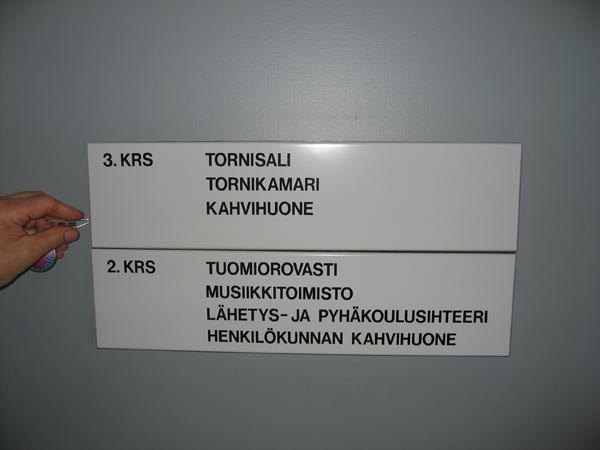 3. KRS TORNISALI
TORNIKAMARI
KAHVIHUONE
2. KRS TUOMIOROVASTI
MUSIIKKITOIMISTO
LÄHETYS- JA PYHÄKOULUSIHTEERI
HENKILÖKUNNAN KAHVIHUONE